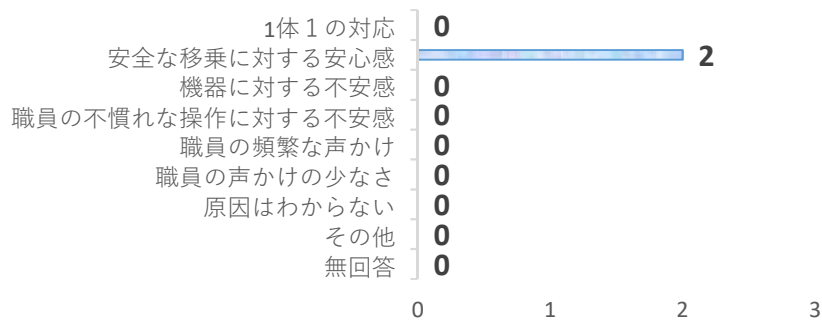 1体１の対応 0
安全な移乗に対する安心感 2
機器に対する不安感 0
職員の不慣れな操作に対する不安感 0
職員の頻繁な声かけ 0
職員の声かけの少なさ 0
原因はわからない 0
その他 0
無回答 0
0 1 2 3